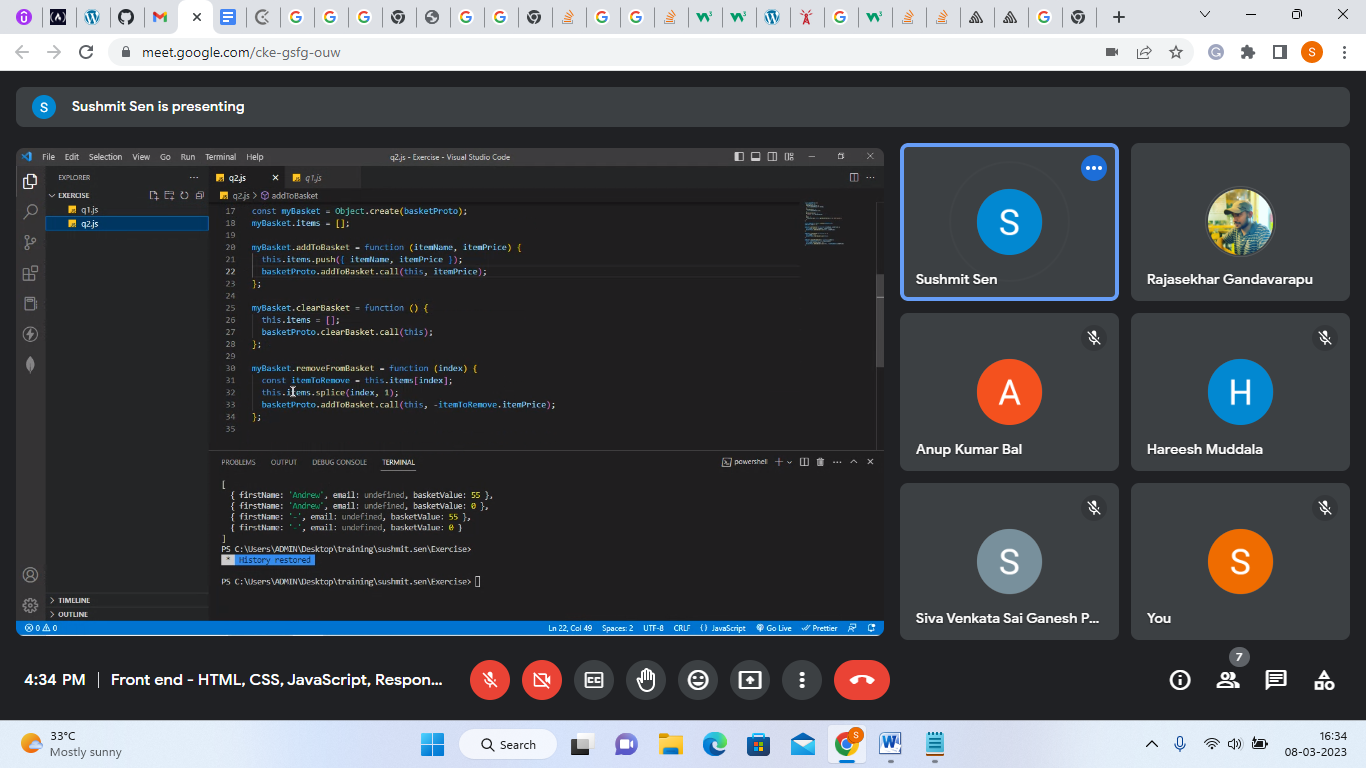 meet.google.com/cke-gsfg-ouw
S
S
Sushmit Sen is presenting
File Edit Selection View Go Run Terminal Help
q2.js - Exercise - Visual Studio Code
EXPLORER
EXERCISE
q1.js
q2.js
TIMELINE
OUTLINE
q2.js
q1.js
q2.js > addToBasket
17 const myBasket = Object.create(basketProto);
18 myBasket.items = [];
19
20 myBasket.addToBasket = function (itemName, itemPrice) {
21 this.items.push({ itemName, itemPrice });
22 basketProto.addToBasket.call(this, itemPrice);
23 };
24
25 myBasket.clearBasket = function () {
26 this.items = [];
27 basketProto.clearBasket.call(this);
28 };
29
30 myBasket.removeFromBasket = function (index) {
31 const itemToRemove = this.items[index];
32 this.items.splice(index, 1);
33 basketProto.addToBasket.call(this, -itemToRemove.itemPrice);
34 };
35
PROBLEMS OUTPUT DEBUG CONSOLE TERMINAL
powershell
[
{ firstName: 'Andrew', email: undefined, basketValue: 55 },
{ firstName: 'Andrew', email: undefined, basketValue: 0 },
{ firstName: '-', email: undefined, basketValue: 55 },
{ firstName: '-', email: undefined, basketValue: 0 }
]
PS C:\Users\ADMIN\Desktop\training\sushmit.sen\Exercise>
* History restored
PS C:\Users\ADMIN\Desktop\training\sushmit.sen\Exercise>
0 0
Ln 22, Col 49 Spaces: 2 UTF-8 CRLF {} JavaScript Go Live Prettier
S
Sushmit Sen
Rajasekhar Gandavarapu
A
Anup Kumar Bal
H
Hareesh Muddala
S
Siva Venkata Sai Ganesh P...
S
You
4:34 PM | Front end - HTML, CSS, JavaScript, Respon...
7
33°C
Mostly sunny
Search
S
16:34
08-03-2023